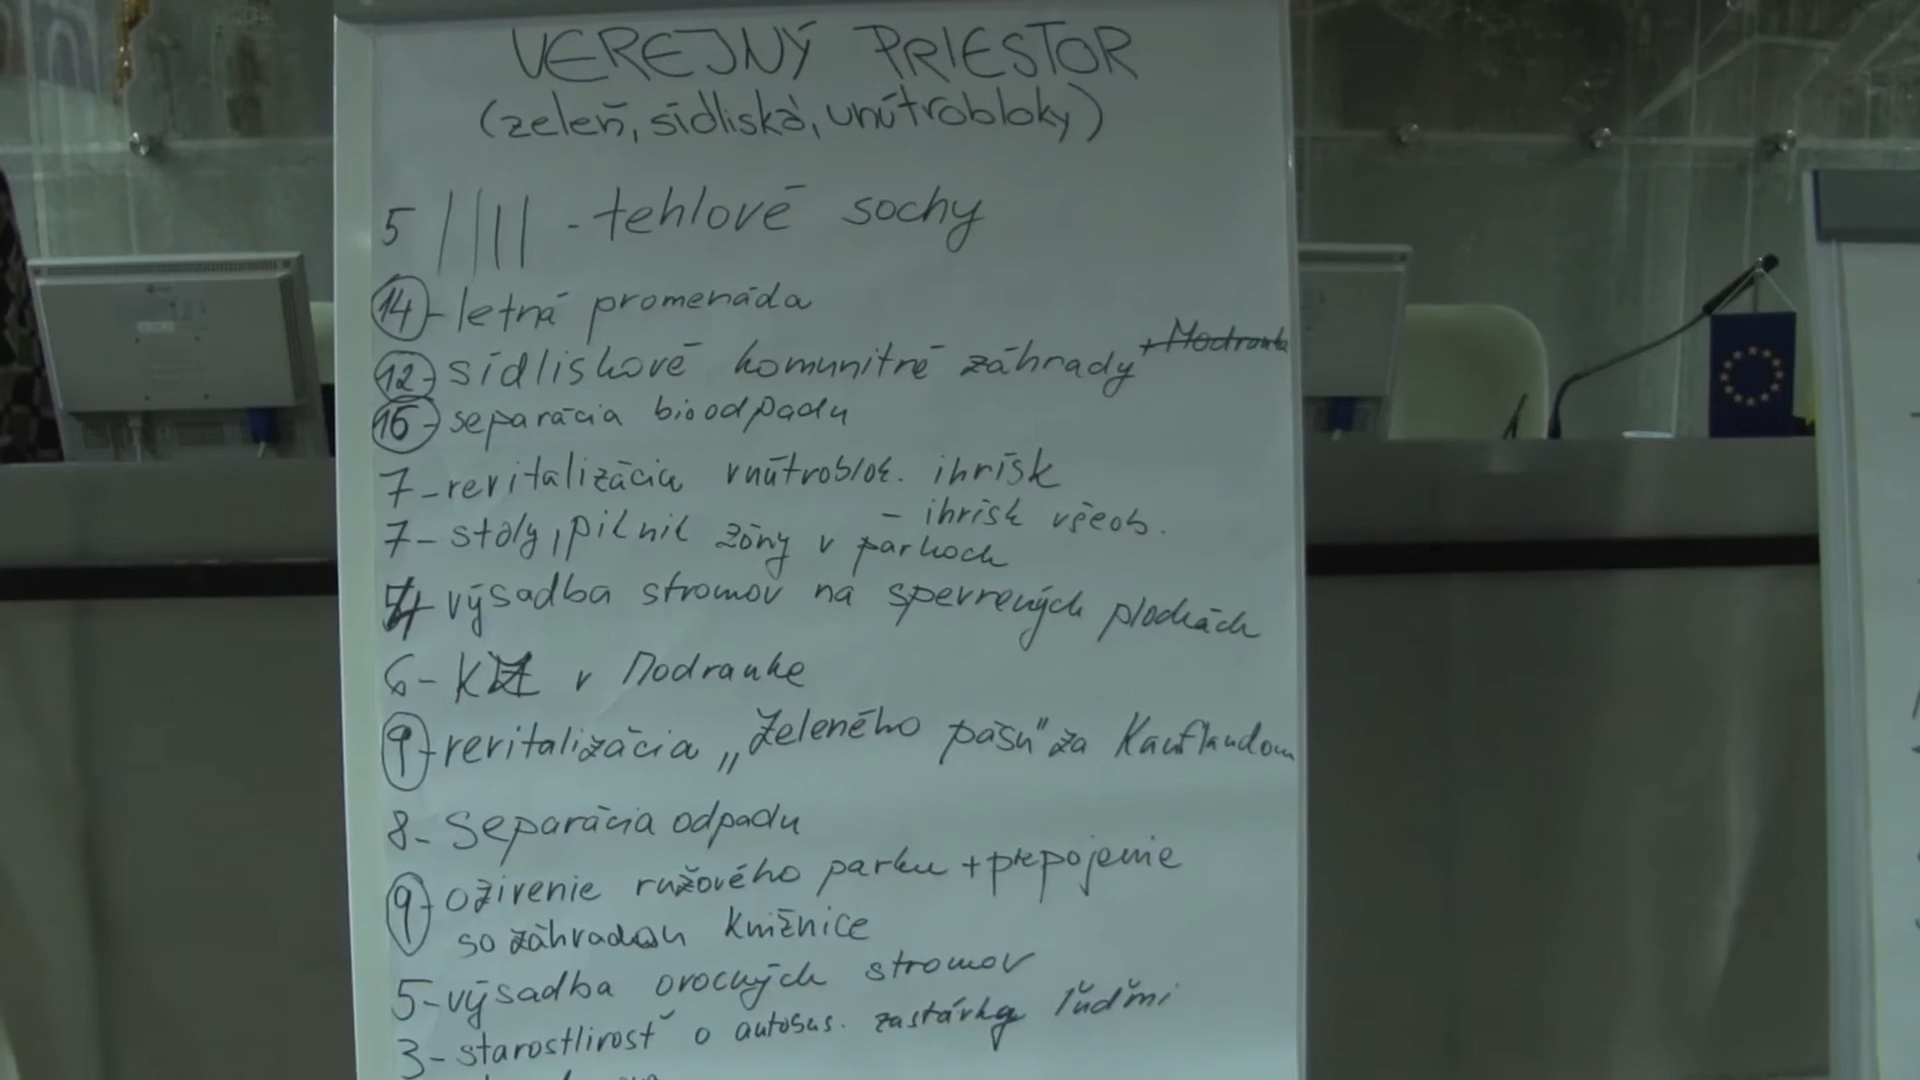 VEREJNÝ PRIESTOR
(zeleň, sídliská, vnútrobloky)
5 |||| - tehlové sochy
14 - letná promenáda
12 - sídliskové komunitné záhrady + Modranka
16 separácia bioodpadu
7 - revitalizácia vnútroblok. ihrísk
- ihrísk všeob.
7 - stoly, piknik zóny v parkoch
výsadba stromov na spevnených plochách
6 - K v Modranke
9 - revitalizácia „Zeleného pásu" za Kauflandom
8 - separácia odpadu
9 - oživenie ružového parku + prepojenie
so záhradou knižnice
5 - výsadba ovocných stromov
3 - starostlivosť o autobus. zastávky ľuďmi